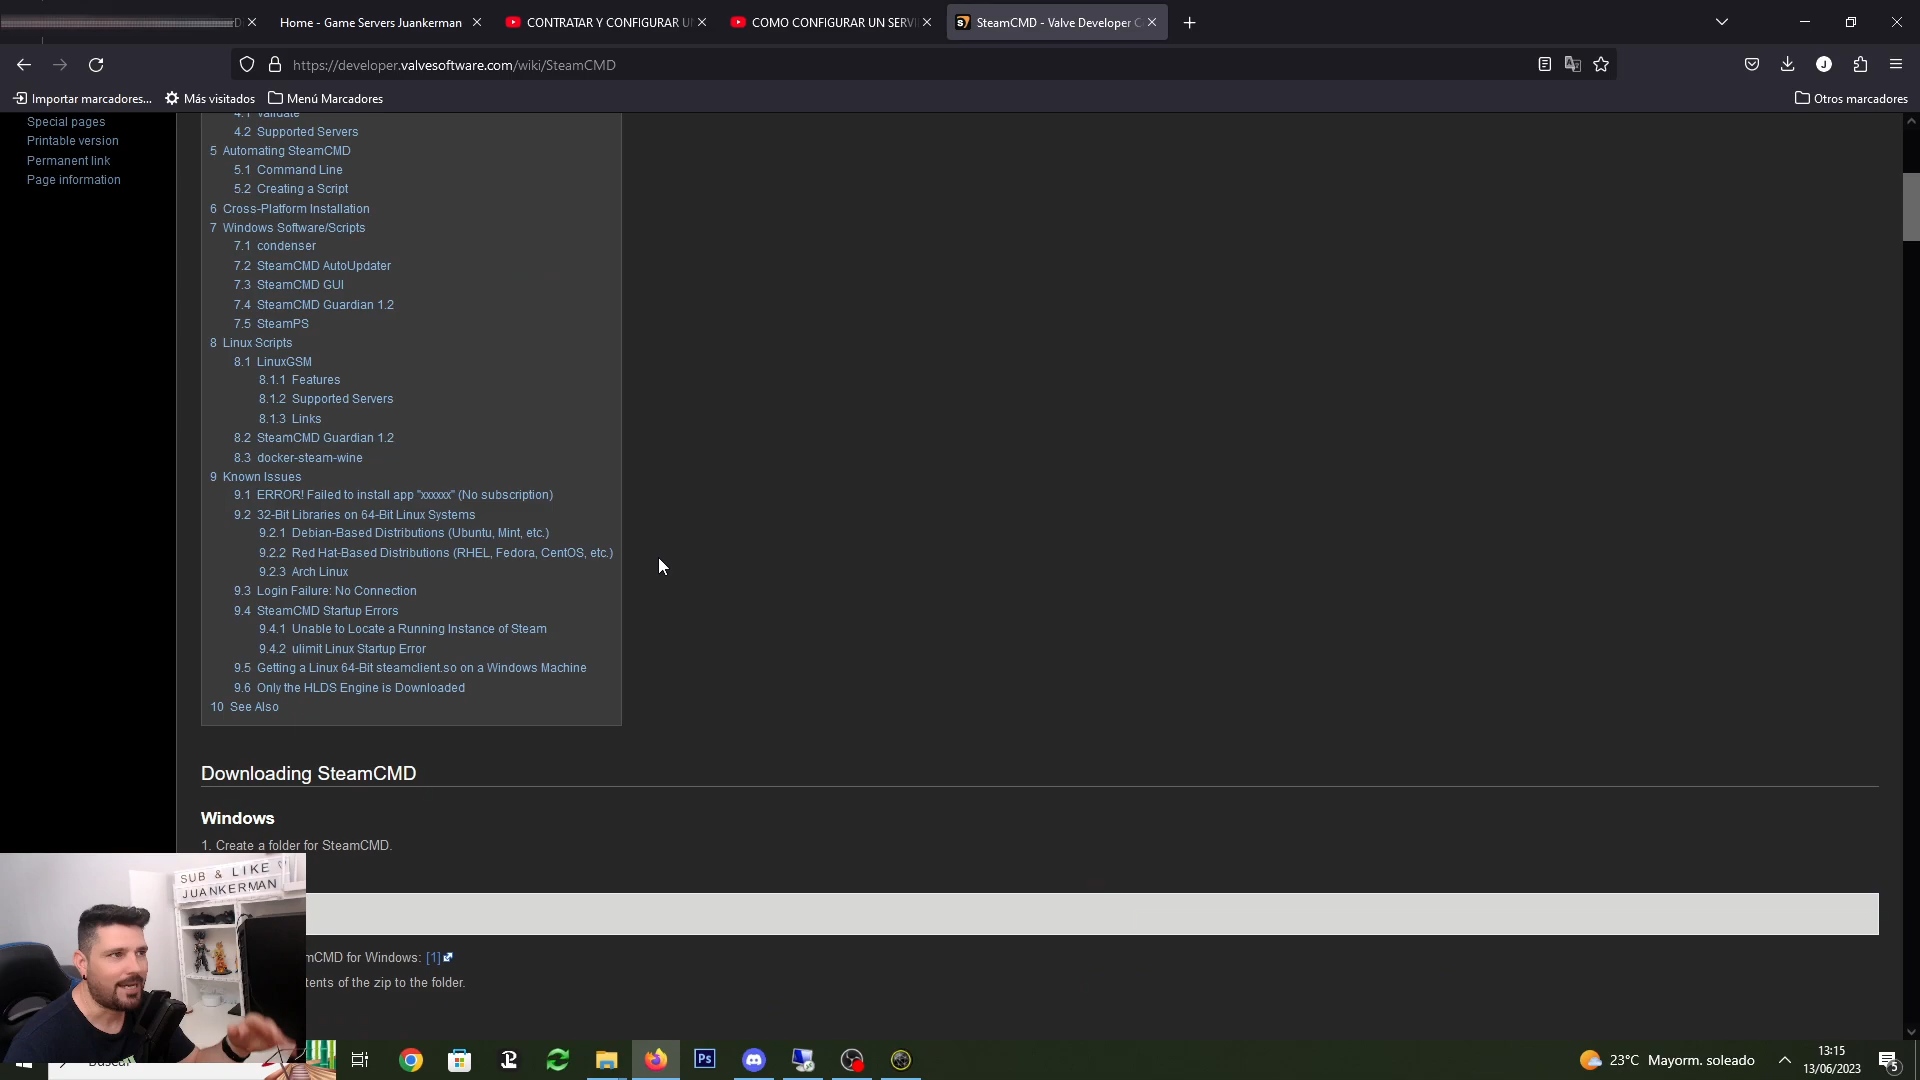 Home - Game Servers Juankerman
CONTRATAR Y CONFIGURAR U
COMO CONFIGURAR UN SERVI
SteamCMD - Valve Developer C
https://developer.valvesoftware.com/wiki/SteamCMD
J
Importar marcadores...
Más visitados
Menú Marcadores
Otros marcadores
Special pages
Printable version
Permanent link
Page information
4.1 Validate
4.2 Supported Servers
5 Automating SteamCMD
5.1 Command Line
5.2 Creating a Script
6 Cross-Platform Installation
7 Windows Software/Scripts
7.1 condenser
7.2 SteamCMD AutoUpdater
7.3 SteamCMD GUI
7.4 SteamCMD Guardian 1.2
7.5 SteamPS
8 Linux Scripts
8.1 LinuxGSM
8.1.1 Features
8.1.2 Supported Servers
8.1.3 Links
8.2 SteamCMD Guardian 1.2
8.3 docker-steam-wine
9 Known Issues
9.1 ERROR! Failed to install app "xxxxxx" (No subscription)
9.2 32-Bit Libraries on 64-Bit Linux Systems
9.2.1 Debian-Based Distributions (Ubuntu, Mint, etc.)
9.2.2 Red Hat-Based Distributions (RHEL, Fedora, CentOS, etc.)
9.2.3 Arch Linux
9.3 Login Failure: No Connection
9.4 SteamCMD Startup Errors
9.4.1 Unable to Locate a Running Instance of Steam
9.4.2 ulimit Linux Startup Error
9.5 Getting a Linux 64-Bit steamclient.so on a Windows Machine
9.6 Only the HLDS Engine is Downloaded
10 See Also
Downloading SteamCMD
Windows
1. Create a folder for SteamCMD.
mCMD for Windows: [1]
tents of the zip to the folder.
SUB & LIKE
JUANKERMAN
Buscar
Ps
23°C Mayorm. soleado
13:15
13/06/2023
5